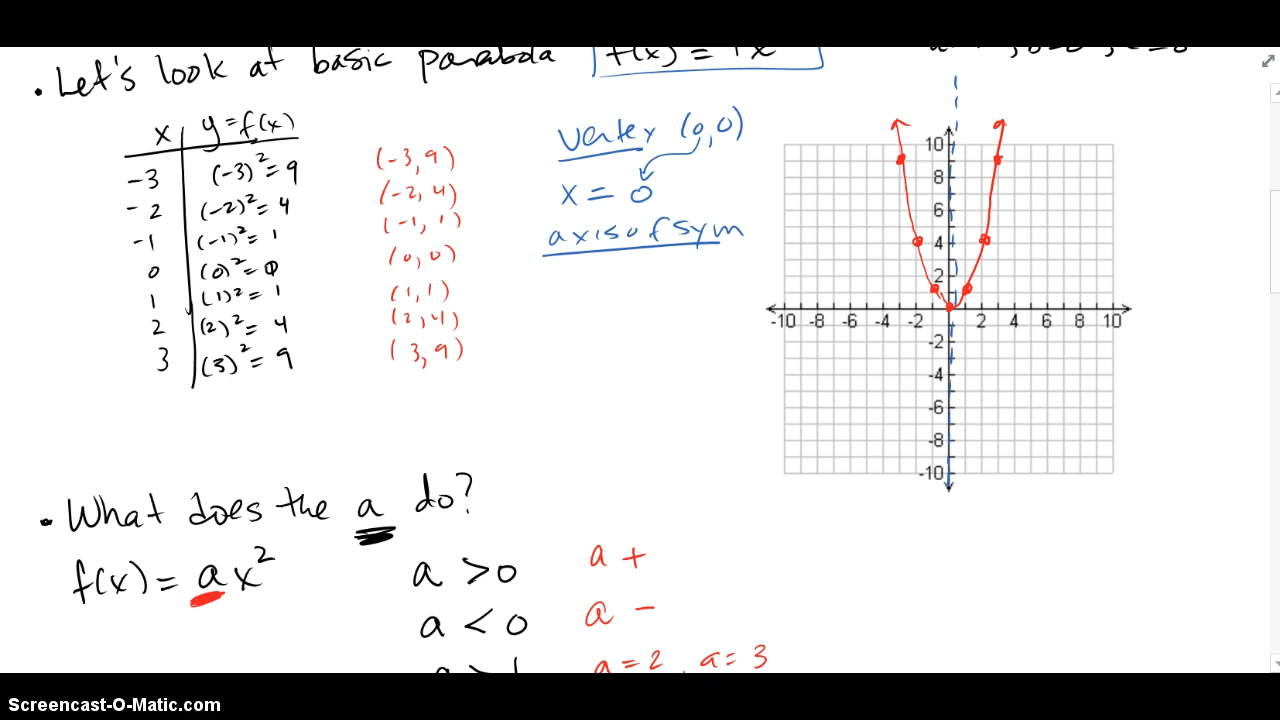 • Let's look at basic parabola f(x) = 1x
x y = f(x)
-3 (-3)² = 9 (-3, 9)
-2 (-2)² = 4 (-2, 4)
-1 (-1)² = 1 (-1, 1)
0 (0)² = 0 (0, 0)
1 (1)² = 1 (1, 1)
2 (2)² = 4 (2, 4)
3 (3)² = 9 (3, 9)
Vertex (0,0)
x = 0
axis of sym
10
8
6
4
2
-10 -8 -6 -4 -2 2 4 6 8 10
-2
-4
-6
-8
-10
• What does the a do?
f(x) = ax²
a > 0 a +
a < 0 a -
a > 1 a = 2, a = 3
Screencast-O-Matic.com